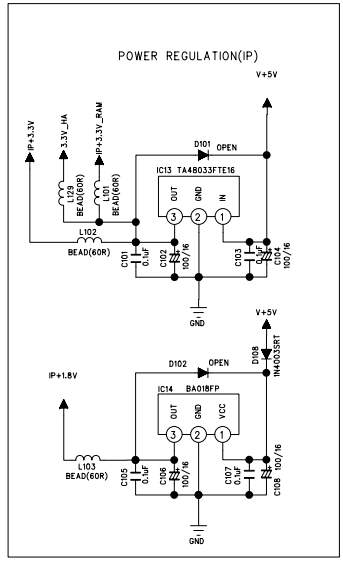 POWER REGULATION(IP)
V+5V
IP+3.3V
3.3V_HA
IP+3.3V_RAM
D101
OPEN
IC13 TA48033FTE16
OUT
GND
IN
3
2
1
L129
BEAD(60R)
L101
BEAD(60R)
L102
BEAD(60R)
C101
0.1uF
C102
100/16
C103
0.1uF
C104
100/16
GND
V+5V
D108
1N4003SRT
D102
OPEN
IP+1.8V
IC14 BA018FP
OUT
GND
VCC
3
2
1
L103
BEAD(60R)
C105
0.1uF
C106
100/16
C107
0.1uF
C108
100/16
GND